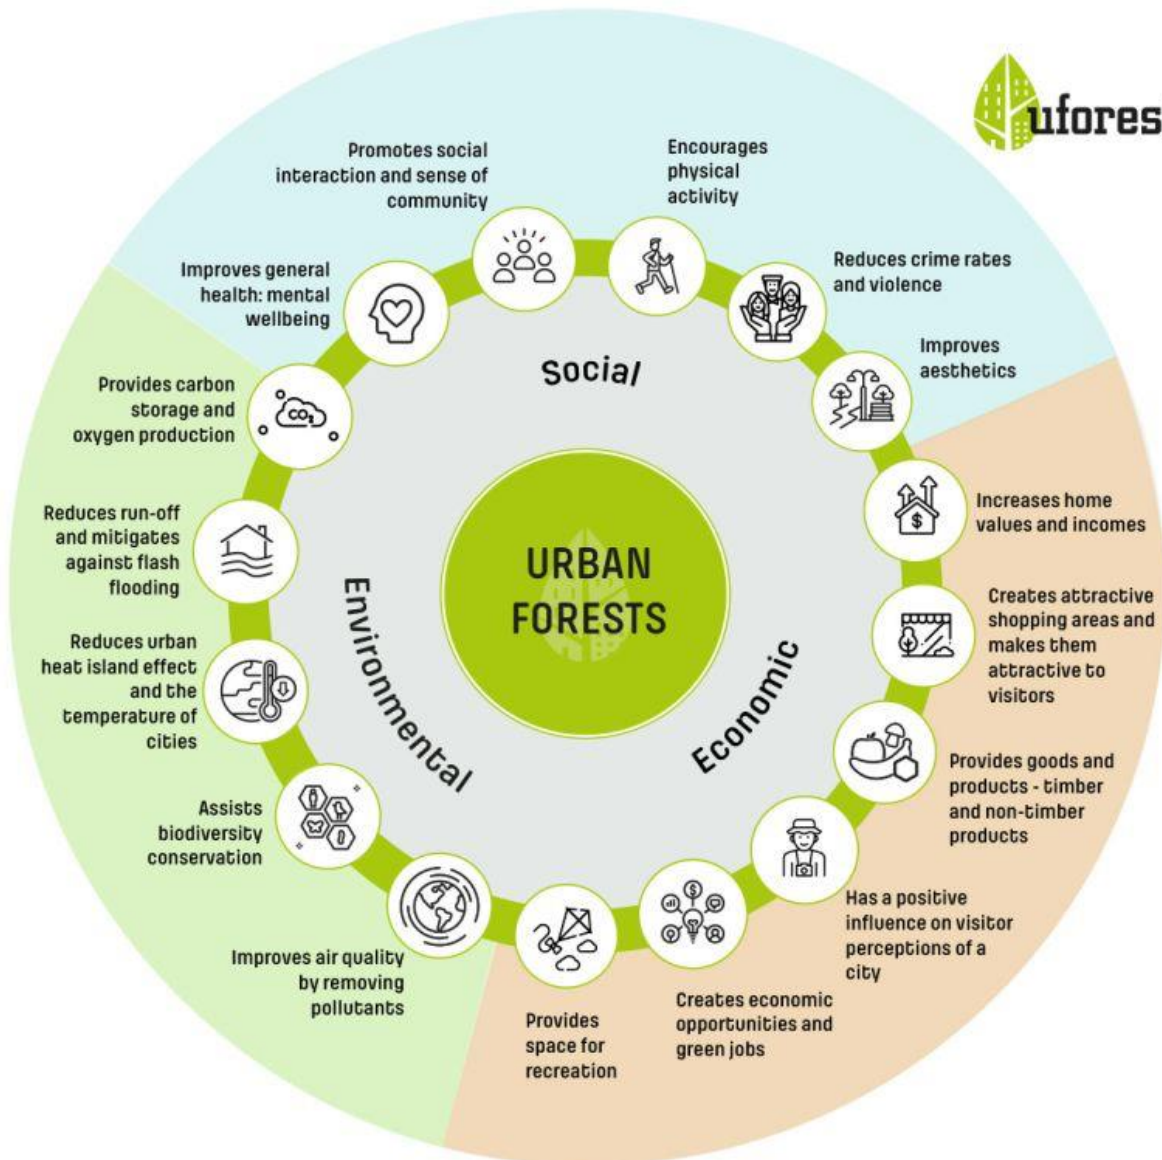 ufores
Promotes social
interaction and sense of
community
Encourages
physical
activity
Improves general
health: mental
wellbeing
Reduces crime rates
and violence
Improves
aesthetics
Social
Provides carbon
storage and
oxygen production
CO2
Increases home
values and incomes
$
Reduces run-off
and mitigates
against flash
flooding
URBAN
FORESTS
Creates attractive
shopping areas and
makes them
attractive to
visitors
Environmental
Economic
Reduces urban
heat island effect
and the
temperature of
cities
Provides goods and
products - timber
and non-timber
products
Assists
biodiversity
conservation
Has a positive
influence on visitor
perceptions of a
city
$
Improves air quality
by removing
pollutants
Creates economic
opportunities and
green jobs
Provides
space for
recreation